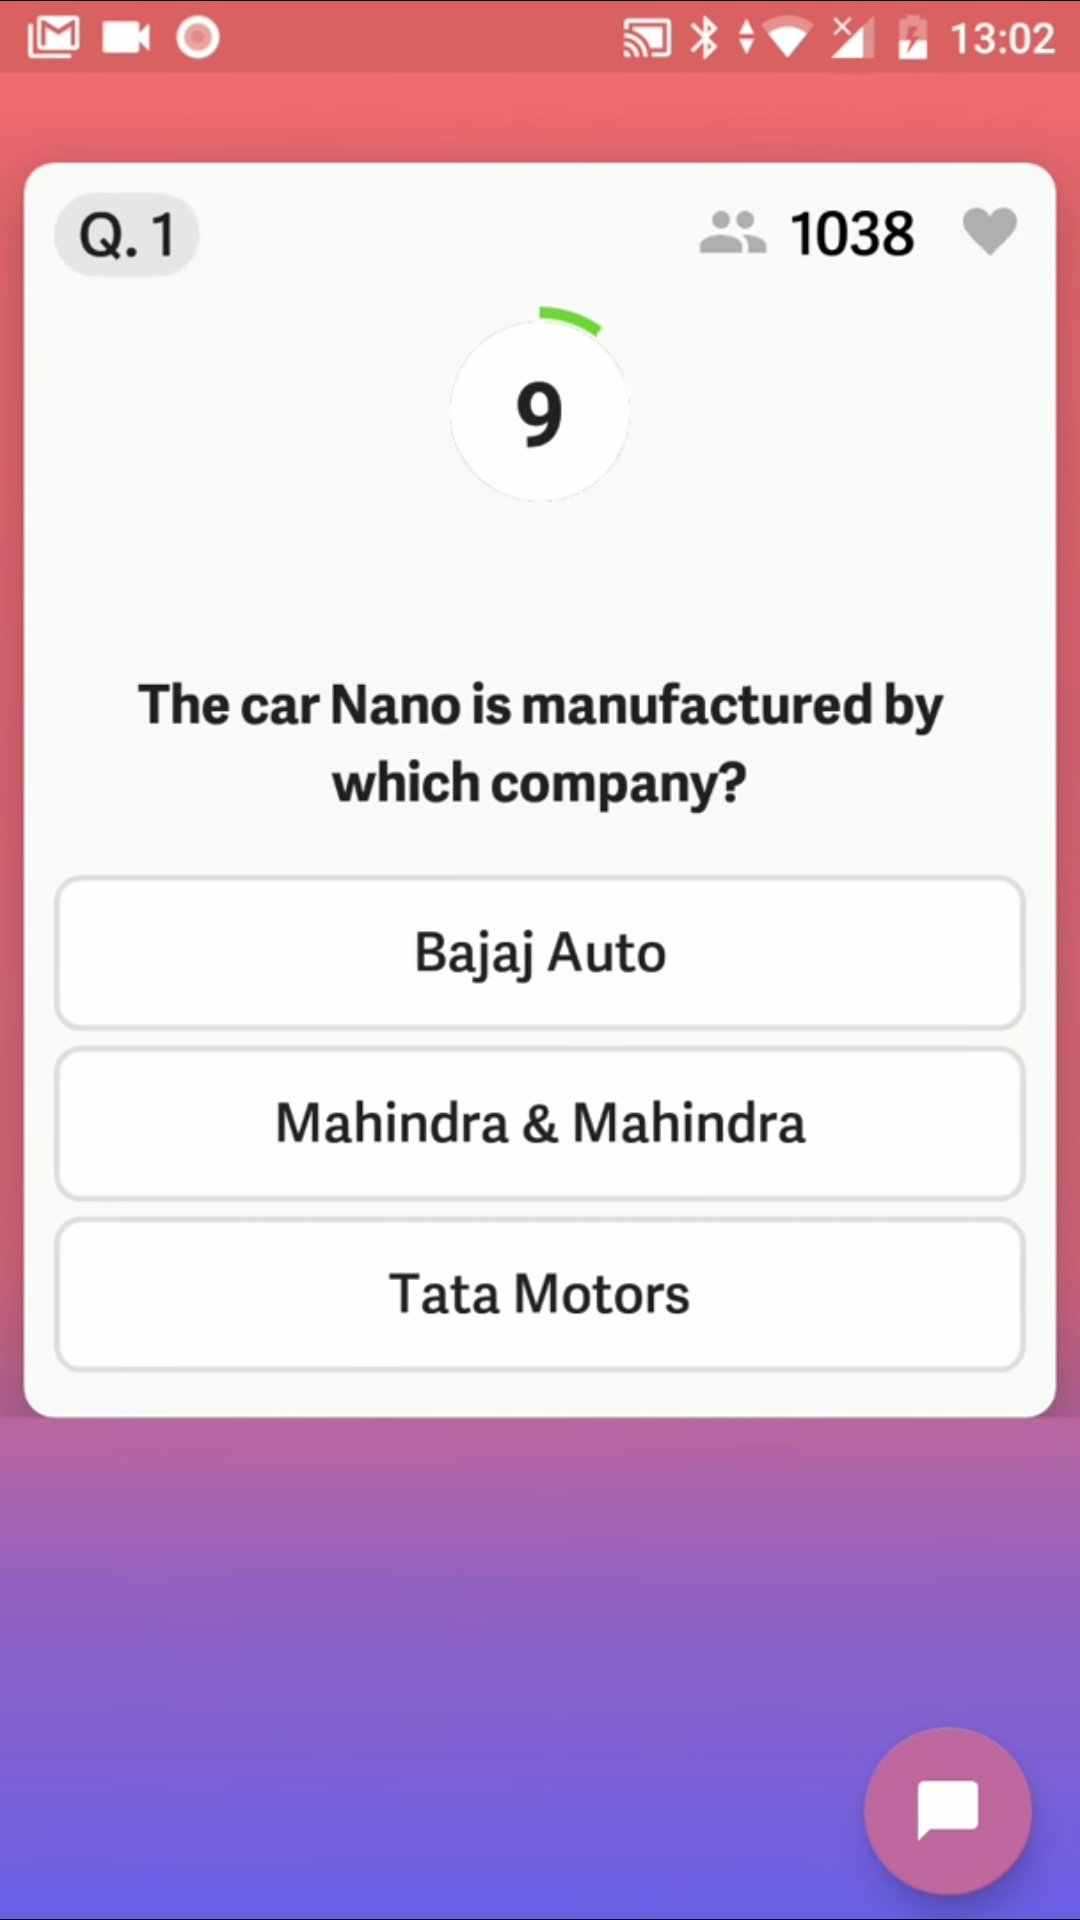 13:02
Q. 1
1038
9
The car Nano is manufactured by
which company?
Bajaj Auto
Mahindra & Mahindra
Tata Motors